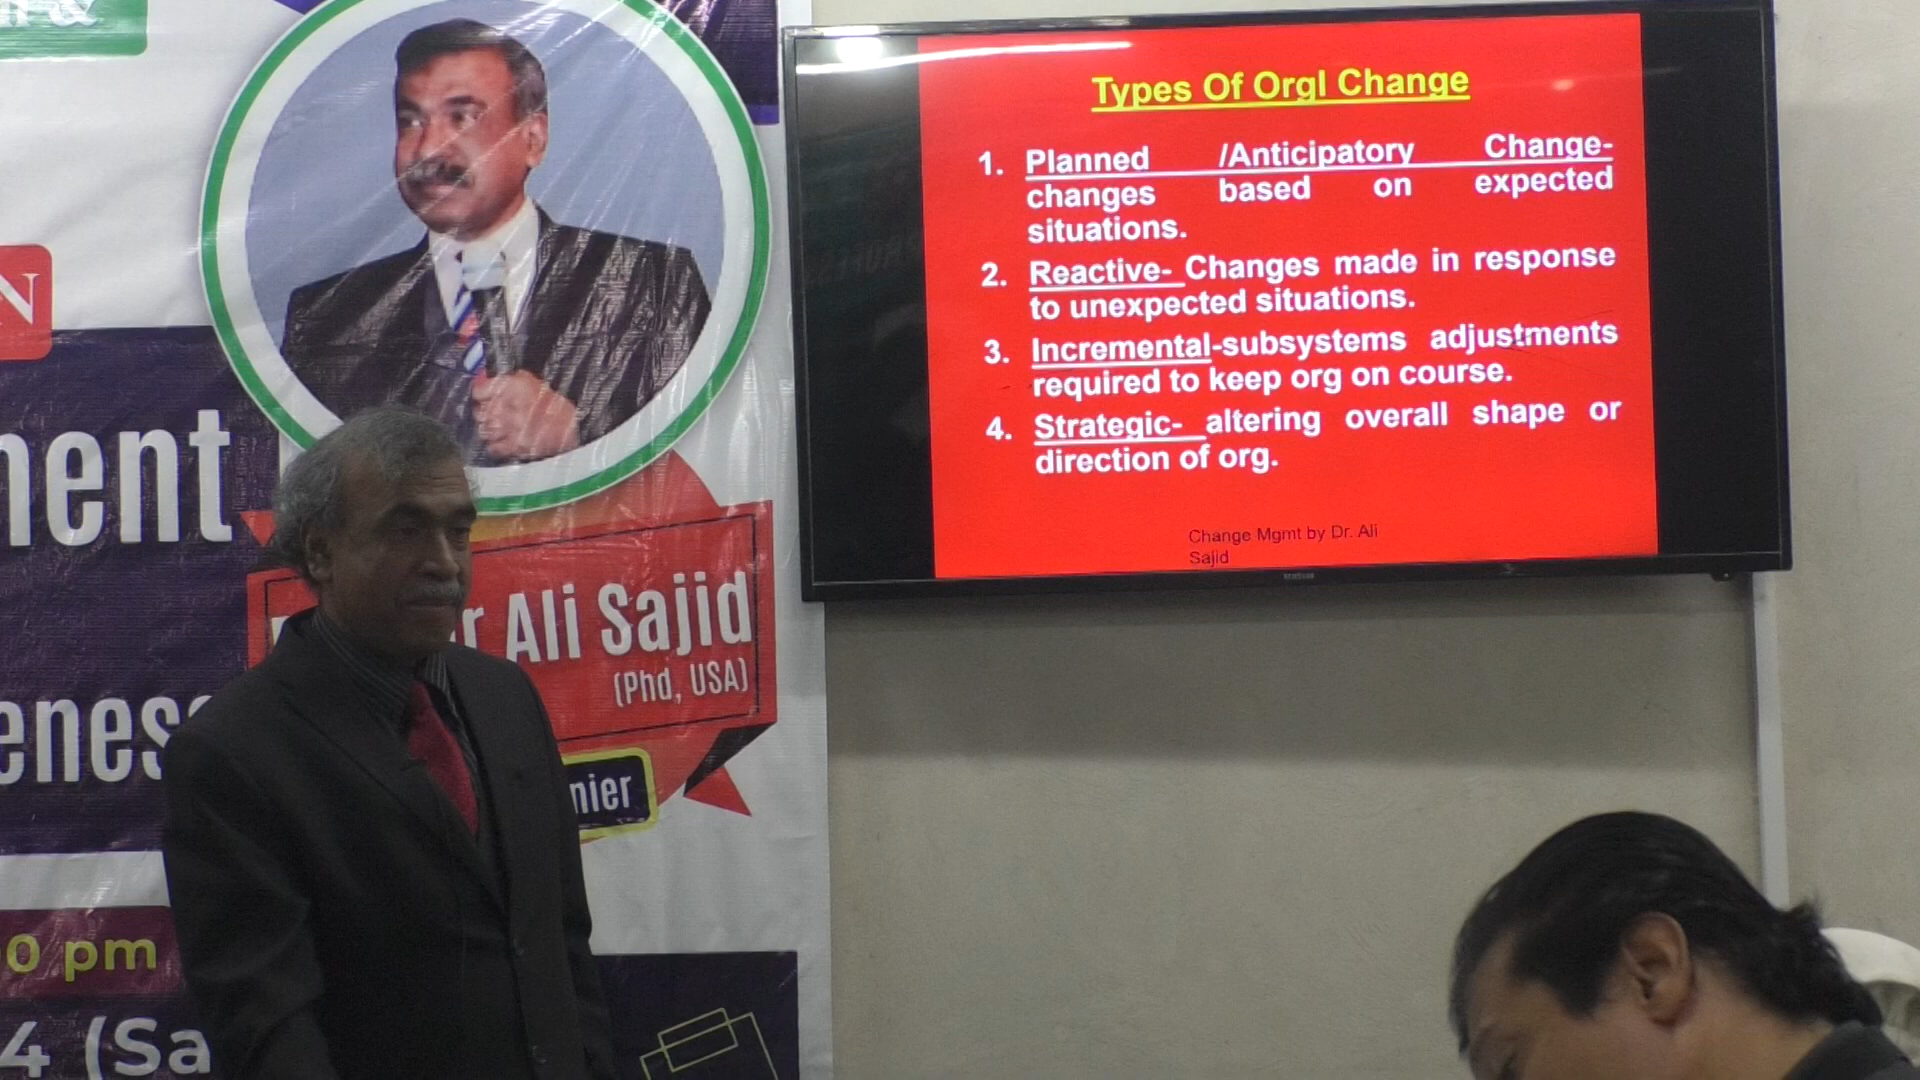 &
N
ment
Ali Sajid
(Phd, USA)
nier
0 pm
4 (Sa
Types Of Orgl Change
1. Planned /Anticipatory Change-
changes based on expected
situations.
2. Reactive- Changes made in response
to unexpected situations.
3. Incremental-subsystems adjustments
required to keep org on course.
4. Strategic- altering overall shape or
direction of org.
Change Mgmt by Dr. Ali
Sajid
SAMSUNG